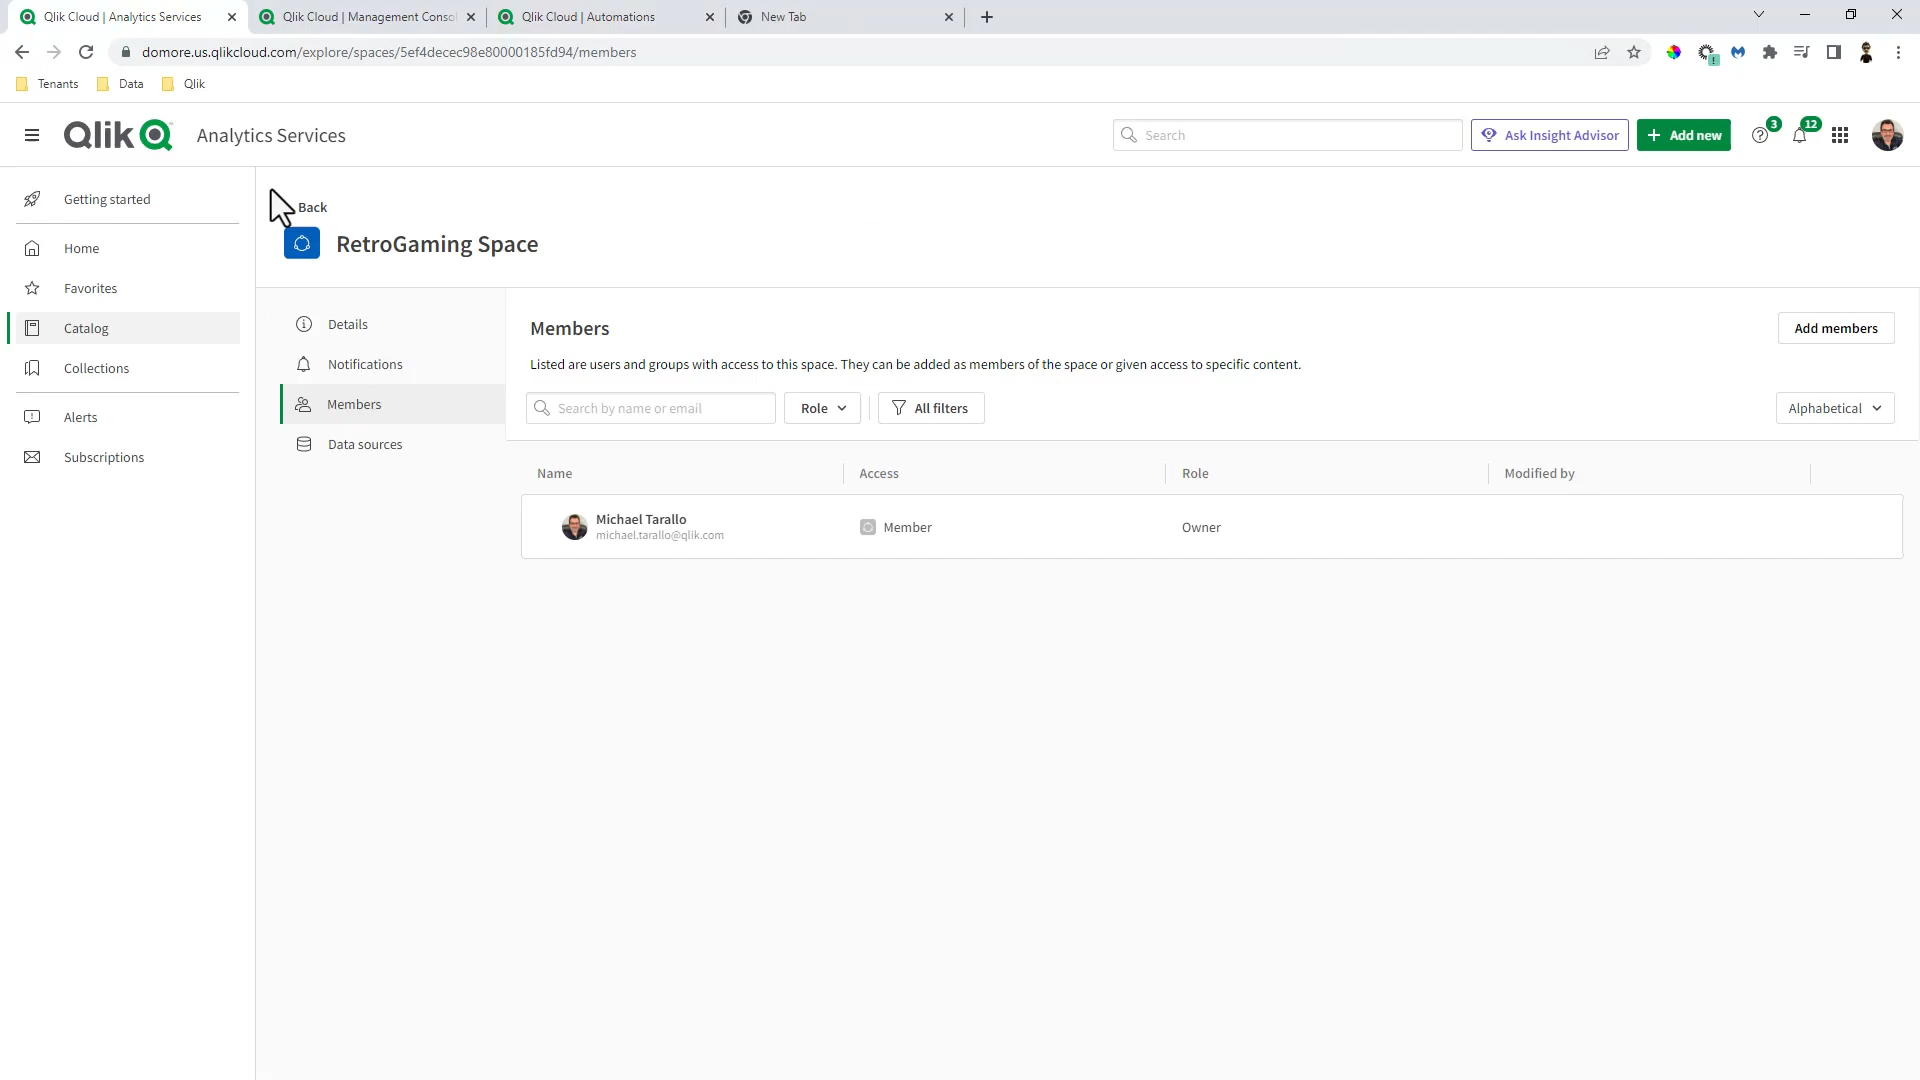 Qlik Cloud | Analytics Services
Qlik Cloud | Management Consol
Qlik Cloud | Automations
New Tab
domore.us.qlikcloud.com/explore/spaces/5ef4decec98e80000185fd94/members
Tenants
Data
Qlik
Qlik
Analytics Services
Search
Ask Insight Advisor
+ Add new
3
12
Getting started
Home
Favorites
Catalog
Collections
Alerts
Subscriptions
Back
RetroGaming Space
Details
Notifications
Members
Data sources
Members
Add members
Listed are users and groups with access to this space. They can be added as members of the space or given access to specific content.
Search by name or email
Role
All filters
Alphabetical
Name Access Role Modified by
Michael Tarallo
michael.tarallo@qlik.com
Member
Owner